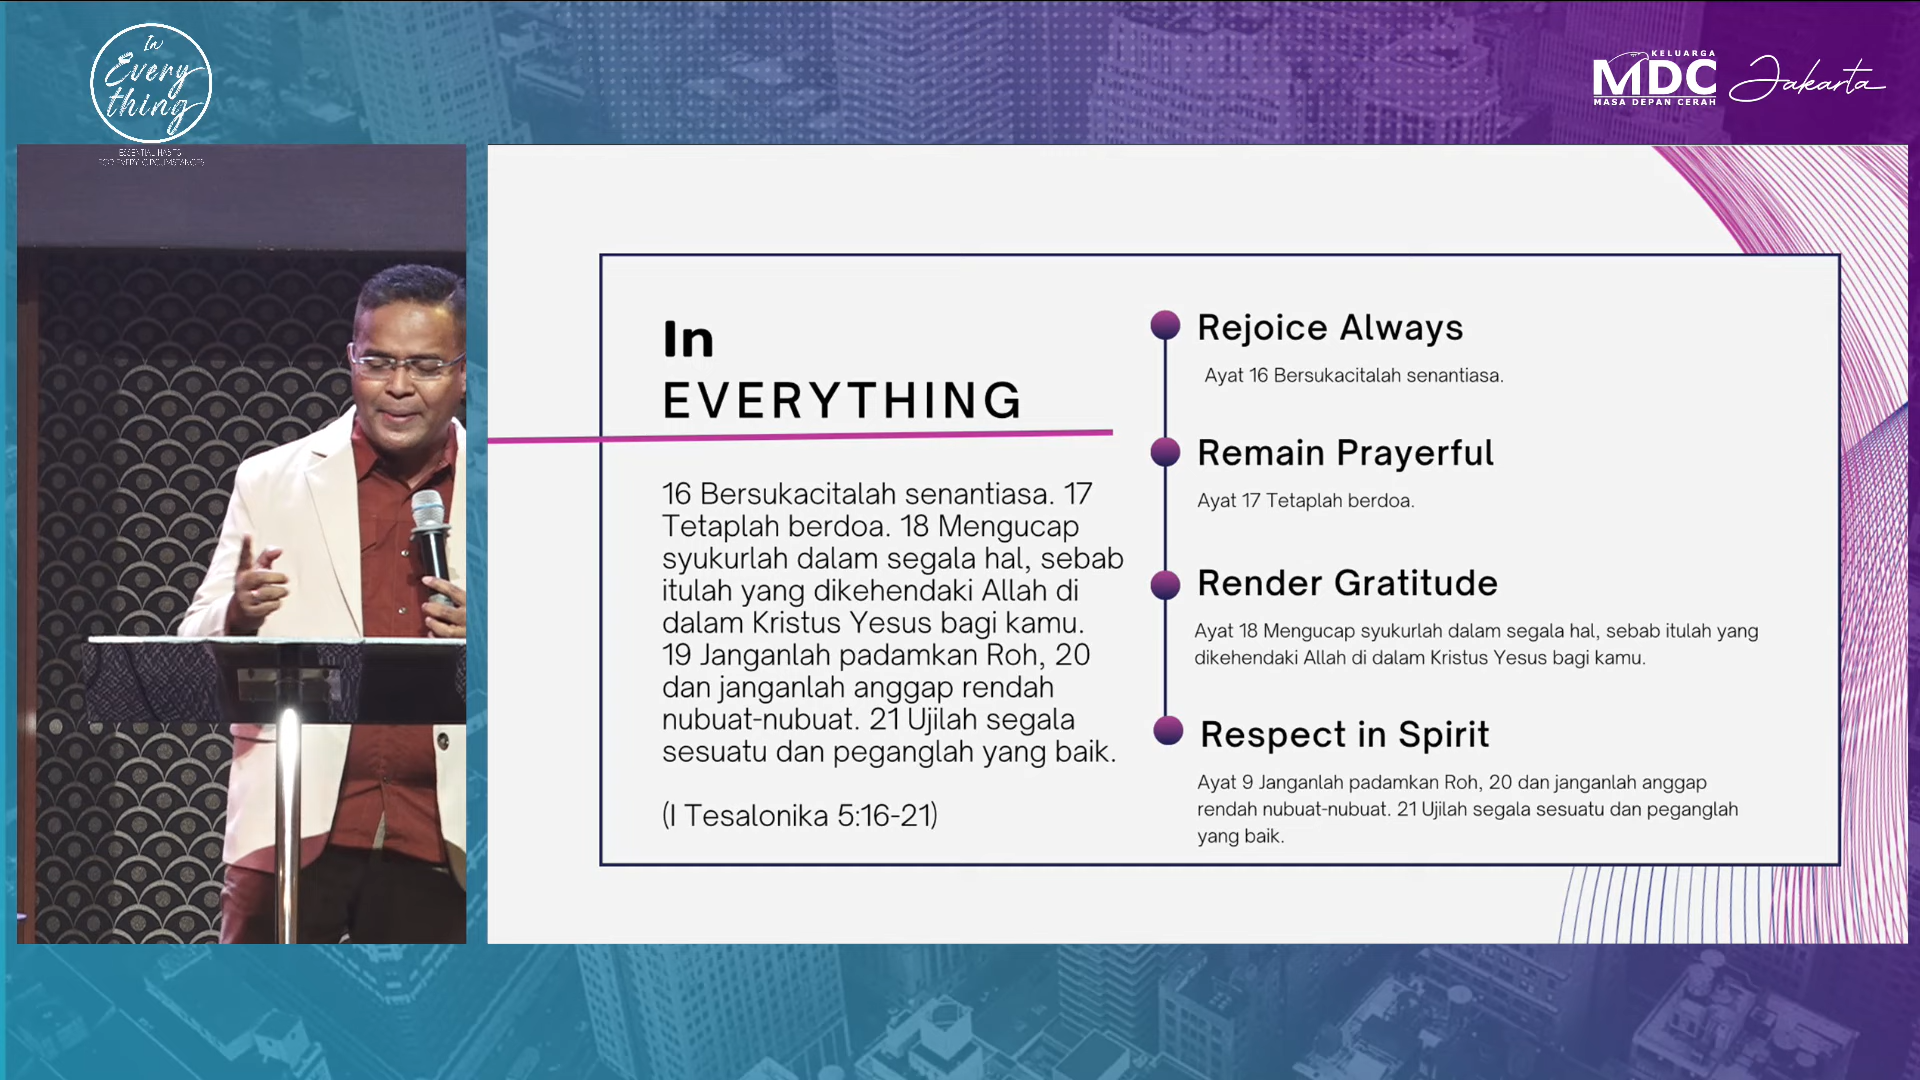 In
Every
thing
ESSENTIAL HABITS
FOR EVERY CIRCUMSTANCES
KELUARGA
MDC
MASA DEPAN CERAH
Jakarta
In
EVERYTHING
16 Bersukacitalah senantiasa. 17
Tetaplah berdoa. 18 Mengucap
syukurlah dalam segala hal, sebab
itulah yang dikehendaki Allah di
dalam Kristus Yesus bagi kamu.
19 Janganlah padamkan Roh, 20
dan janganlah anggap rendah
nubuat-nubuat. 21 Ujilah segala
sesuatu dan peganglah yang baik.
(I Tesalonika 5:16-21)
Rejoice Always
Ayat 16 Bersukacitalah senantiasa.
Remain Prayerful
Ayat 17 Tetaplah berdoa.
Render Gratitude
Ayat 18 Mengucap syukurlah dalam segala hal, sebab itulah yang
dikehendaki Allah di dalam Kristus Yesus bagi kamu.
Respect in Spirit
Ayat 9 Janganlah padamkan Roh, 20 dan janganlah anggap
rendah nubuat-nubuat. 21 Ujilah segala sesuatu dan peganglah
yang baik.